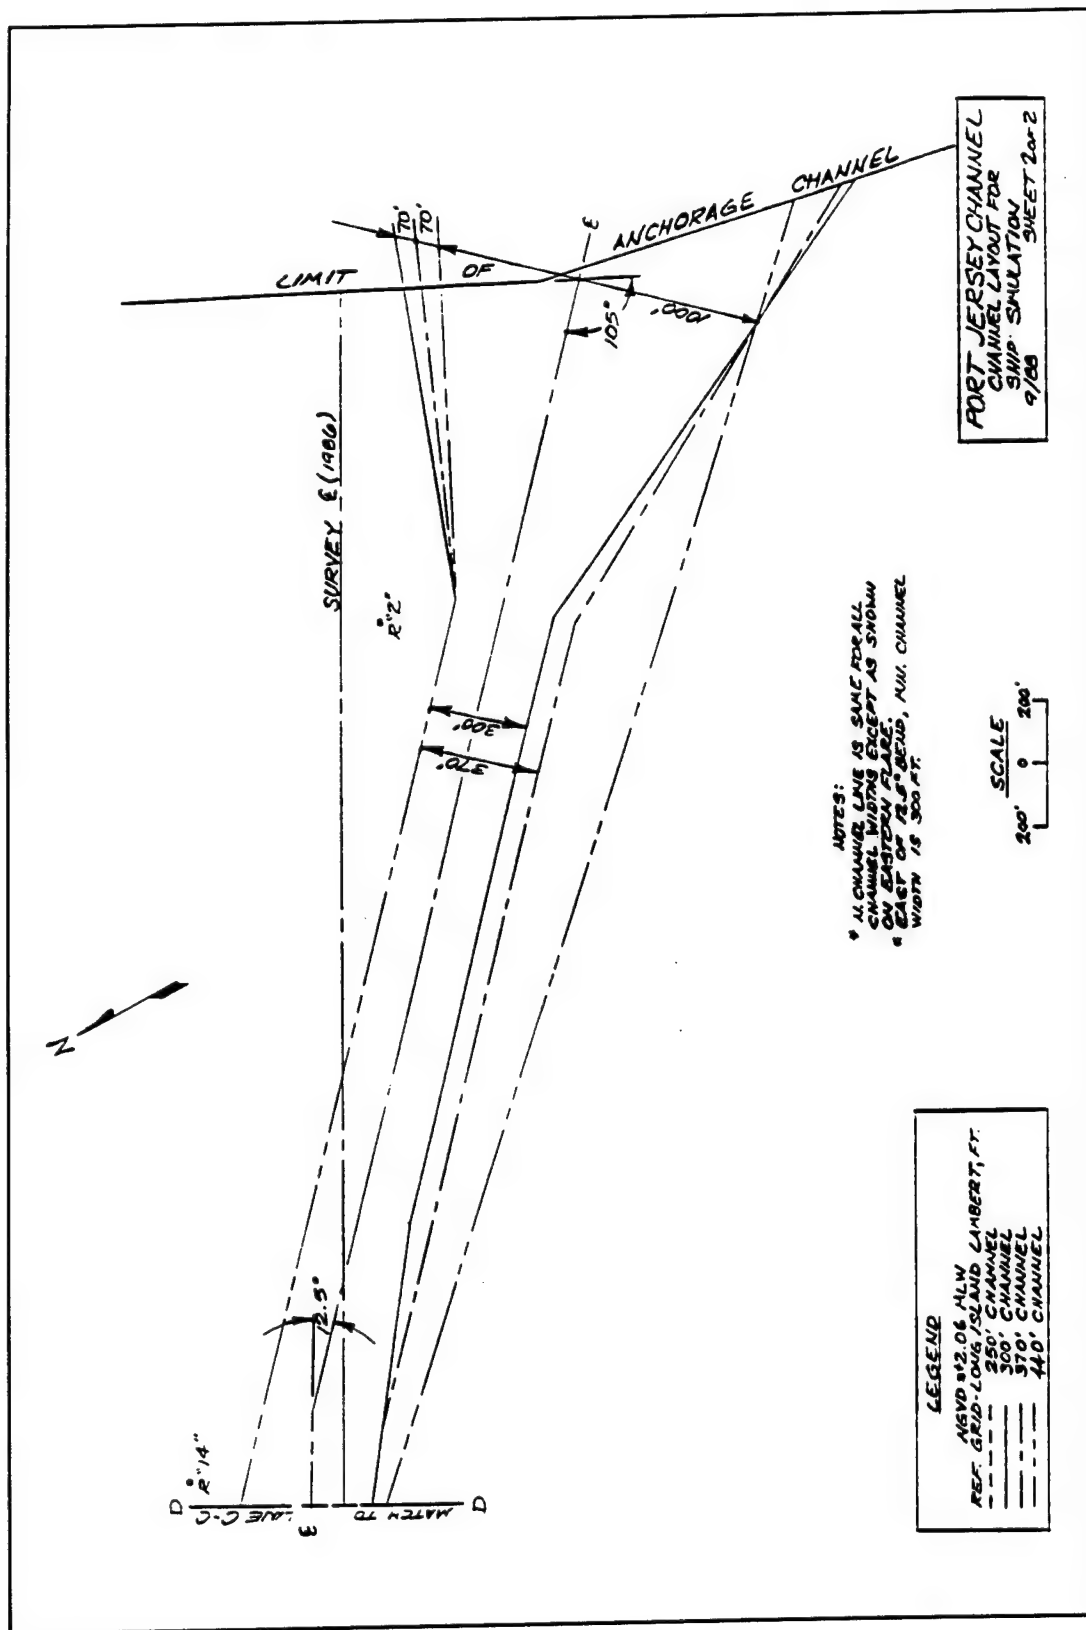 PORT JERSEY CHANNEL
CHANNEL LAYOUT FOR
SHIP SIMULATION
9/88 SHEET 2 OF 2
LIMIT OF ANCHORAGE CHANNEL
70'
70'
1000'
105°
℄
SURVEY ℄ (1986)
R "2"
300'
370'
N
12.5°
R "14"
D
MATCH TO LINE C-C
D
℄
NOTES:
* N. CHANNEL LINE IS SAME FOR ALL
CHANNEL WIDTHS EXCEPT AS SHOWN
ON EASTERN FLARE.
* EAST OF 12.5° BEND, MIN. CHANNEL
WIDTH IS 300 FT.
SCALE
200' 0 200'
LEGEND
NGVD = +2.06 MLW
REF. GRID-LONG ISLAND LAMBERT, FT.
250' CHANNEL
300' CHANNEL
370' CHANNEL
440' CHANNEL